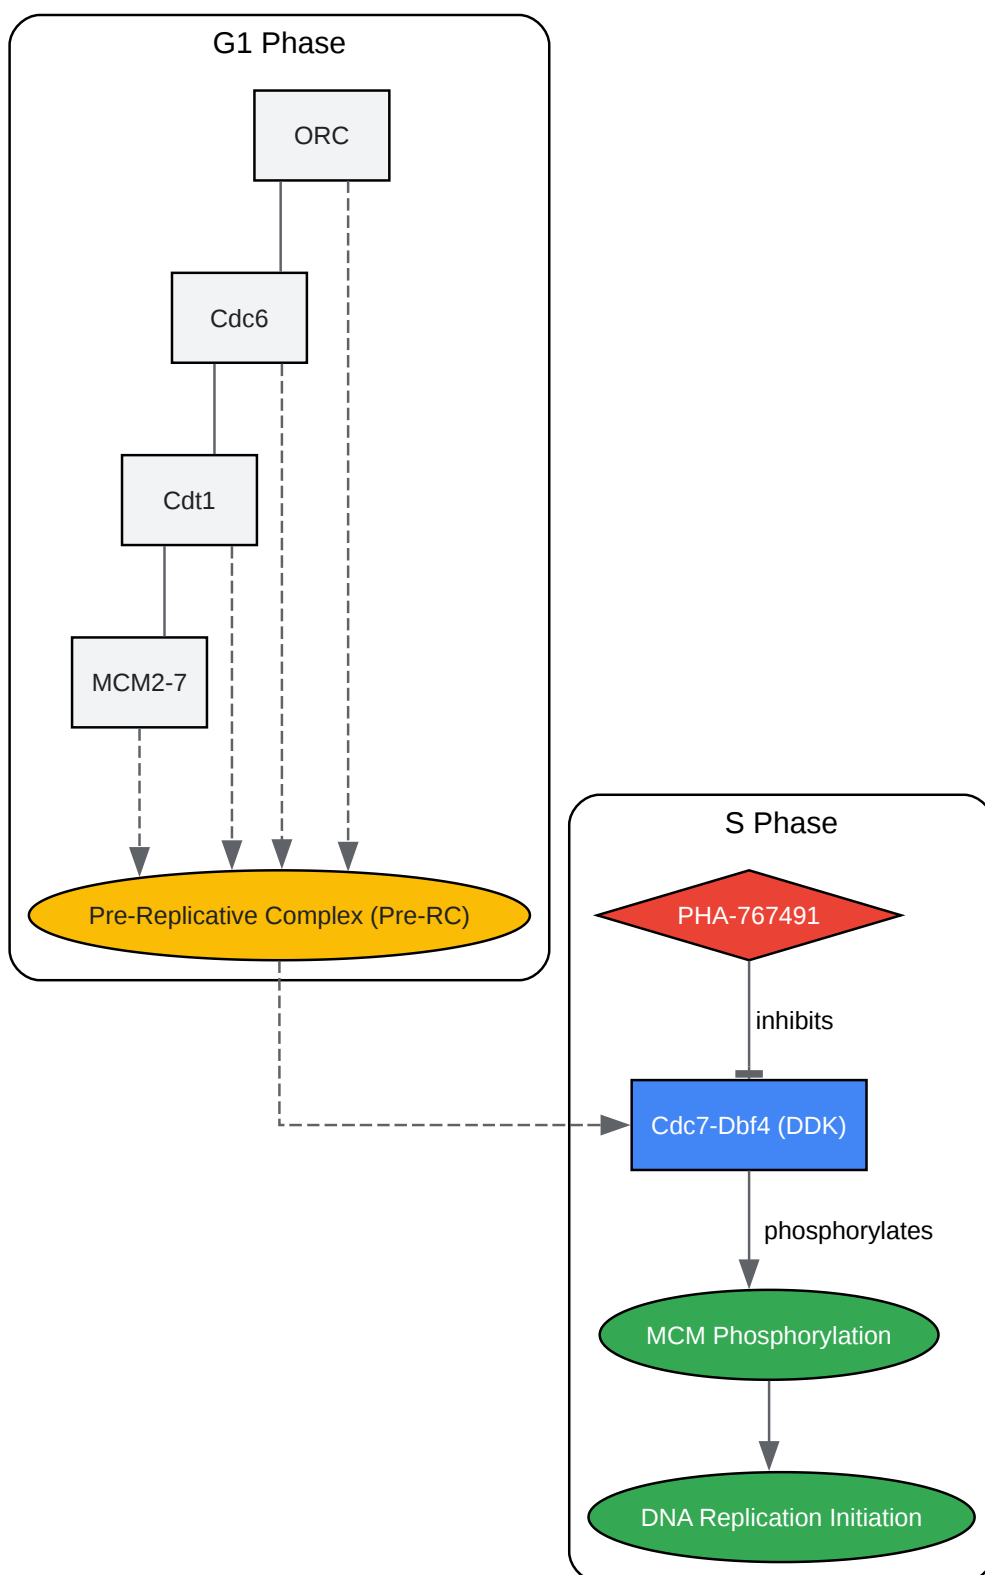 G1 Phase
ORC
Cdc6
Cdt1
MCM2-7
Pre-Replicative Complex (Pre-RC)
S Phase
PHA-767491
inhibits
Cdc7-Dbf4 (DDK)
phosphorylates
MCM Phosphorylation
DNA Replication Initiation